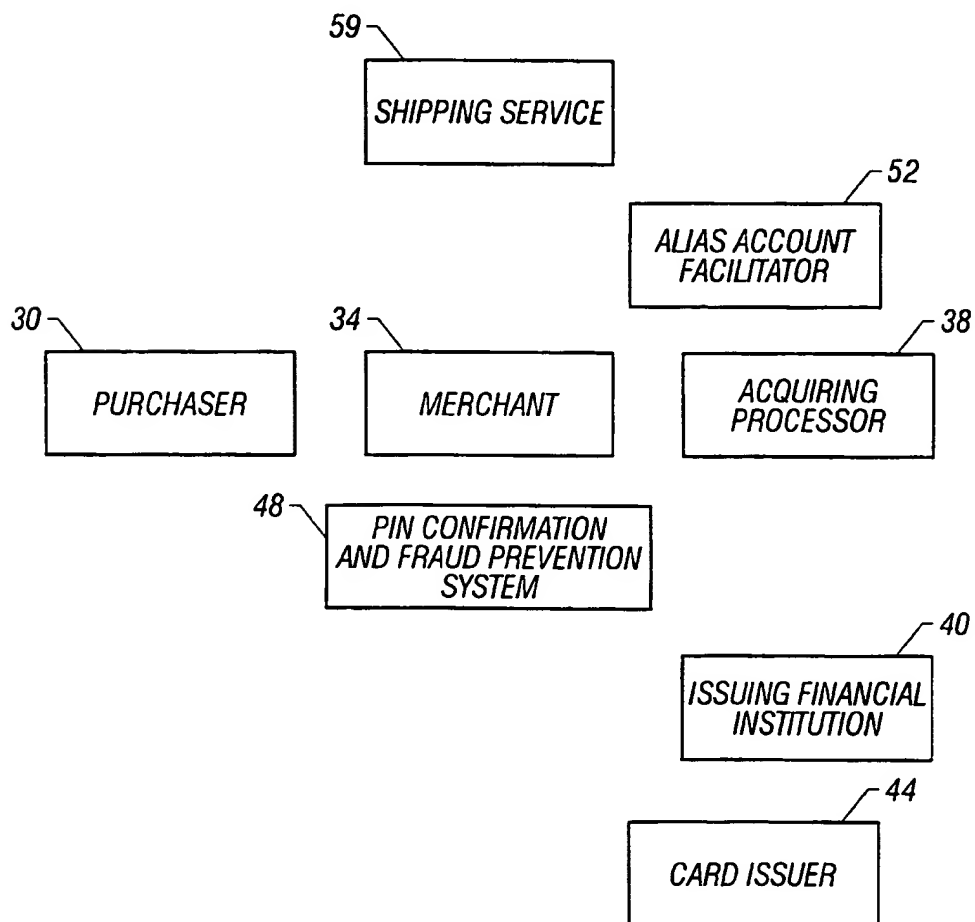 59
SHIPPING SERVICE
52
ALIAS ACCOUNT
FACILITATOR
30
PURCHASER
34
MERCHANT
38
ACQUIRING
PROCESSOR
48
PIN CONFIRMATION
AND FRAUD PREVENTION
SYSTEM
40
ISSUING FINANCIAL
INSTITUTION
44
CARD ISSUER